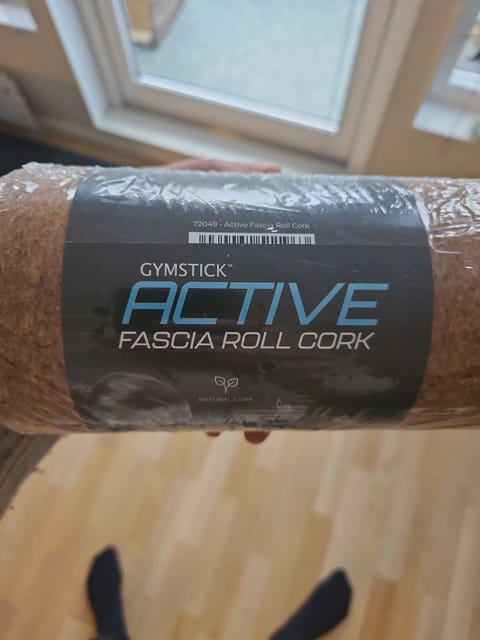 72049 - Active Fascia Roll Cork
GYMSTICK™
ACTIVE
FASCIA ROLL CORK
NATURAL CORK